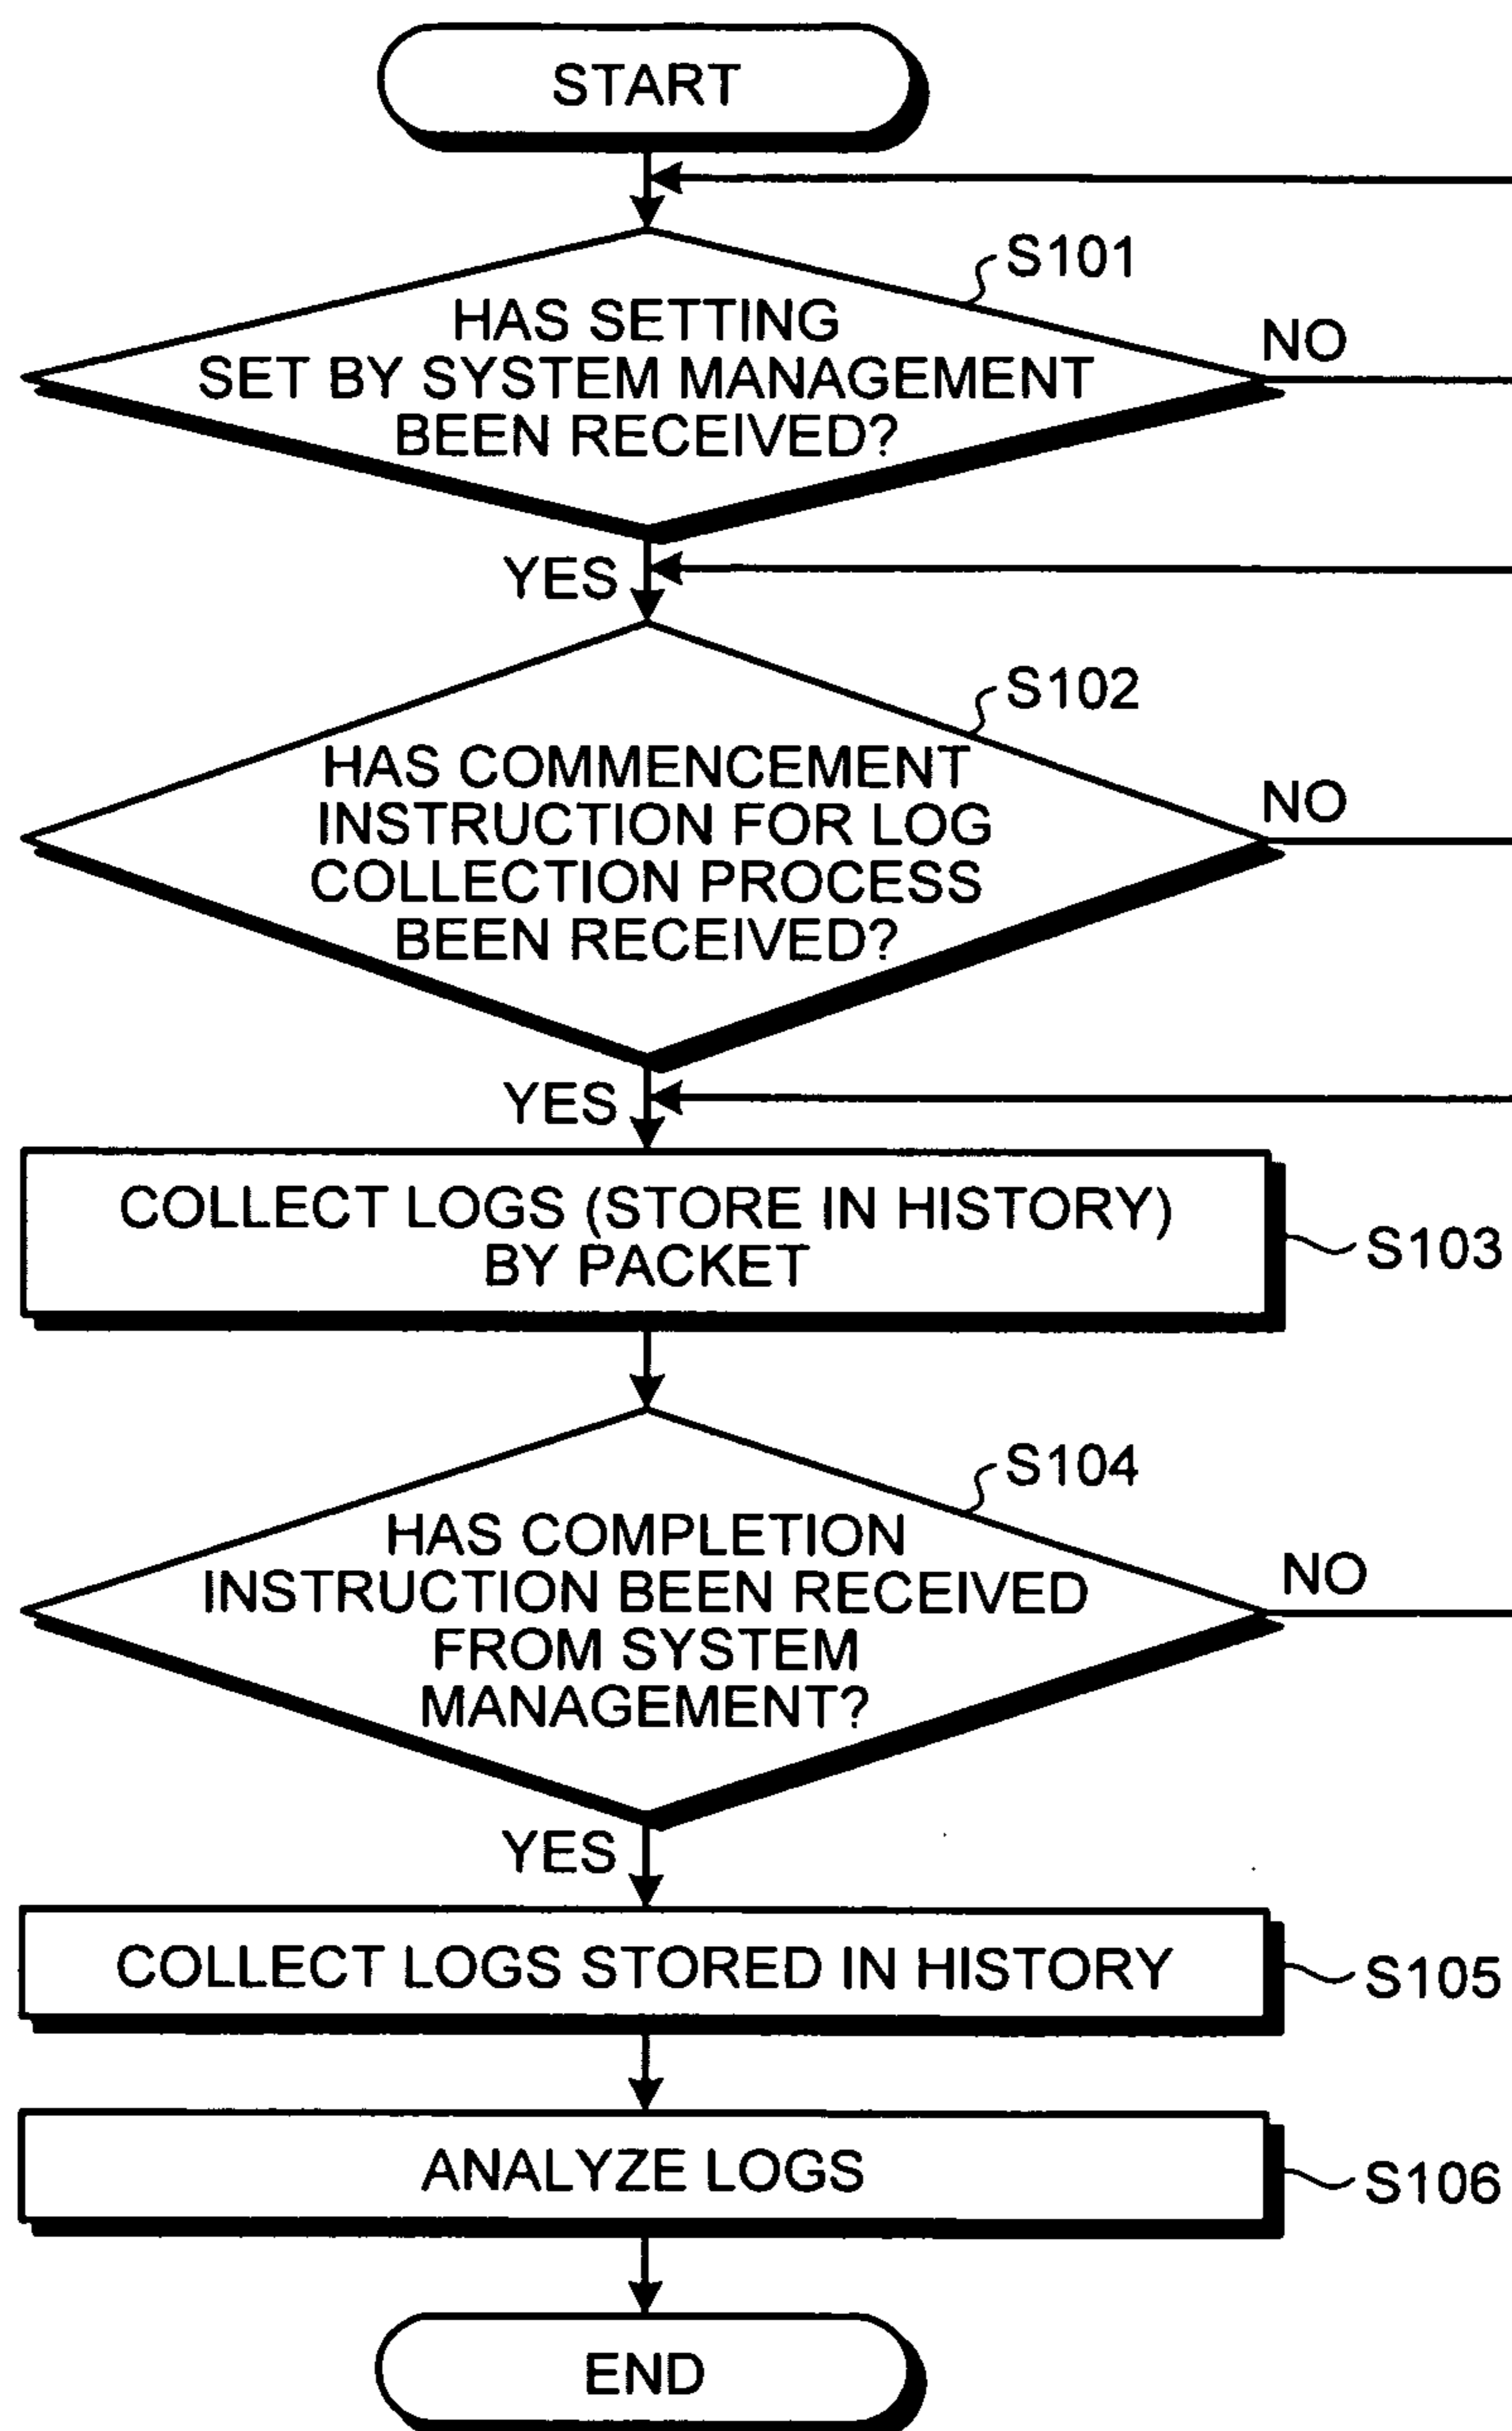 START
S101
HAS SETTING
SET BY SYSTEM MANAGEMENT
BEEN RECEIVED?
NO
YES
S102
HAS COMMENCEMENT
INSTRUCTION FOR LOG
COLLECTION PROCESS
BEEN RECEIVED?
NO
YES
COLLECT LOGS (STORE IN HISTORY)
BY PACKET
S103
S104
HAS COMPLETION
INSTRUCTION BEEN RECEIVED
FROM SYSTEM
MANAGEMENT?
NO
YES
COLLECT LOGS STORED IN HISTORY
S105
ANALYZE LOGS
S106
END